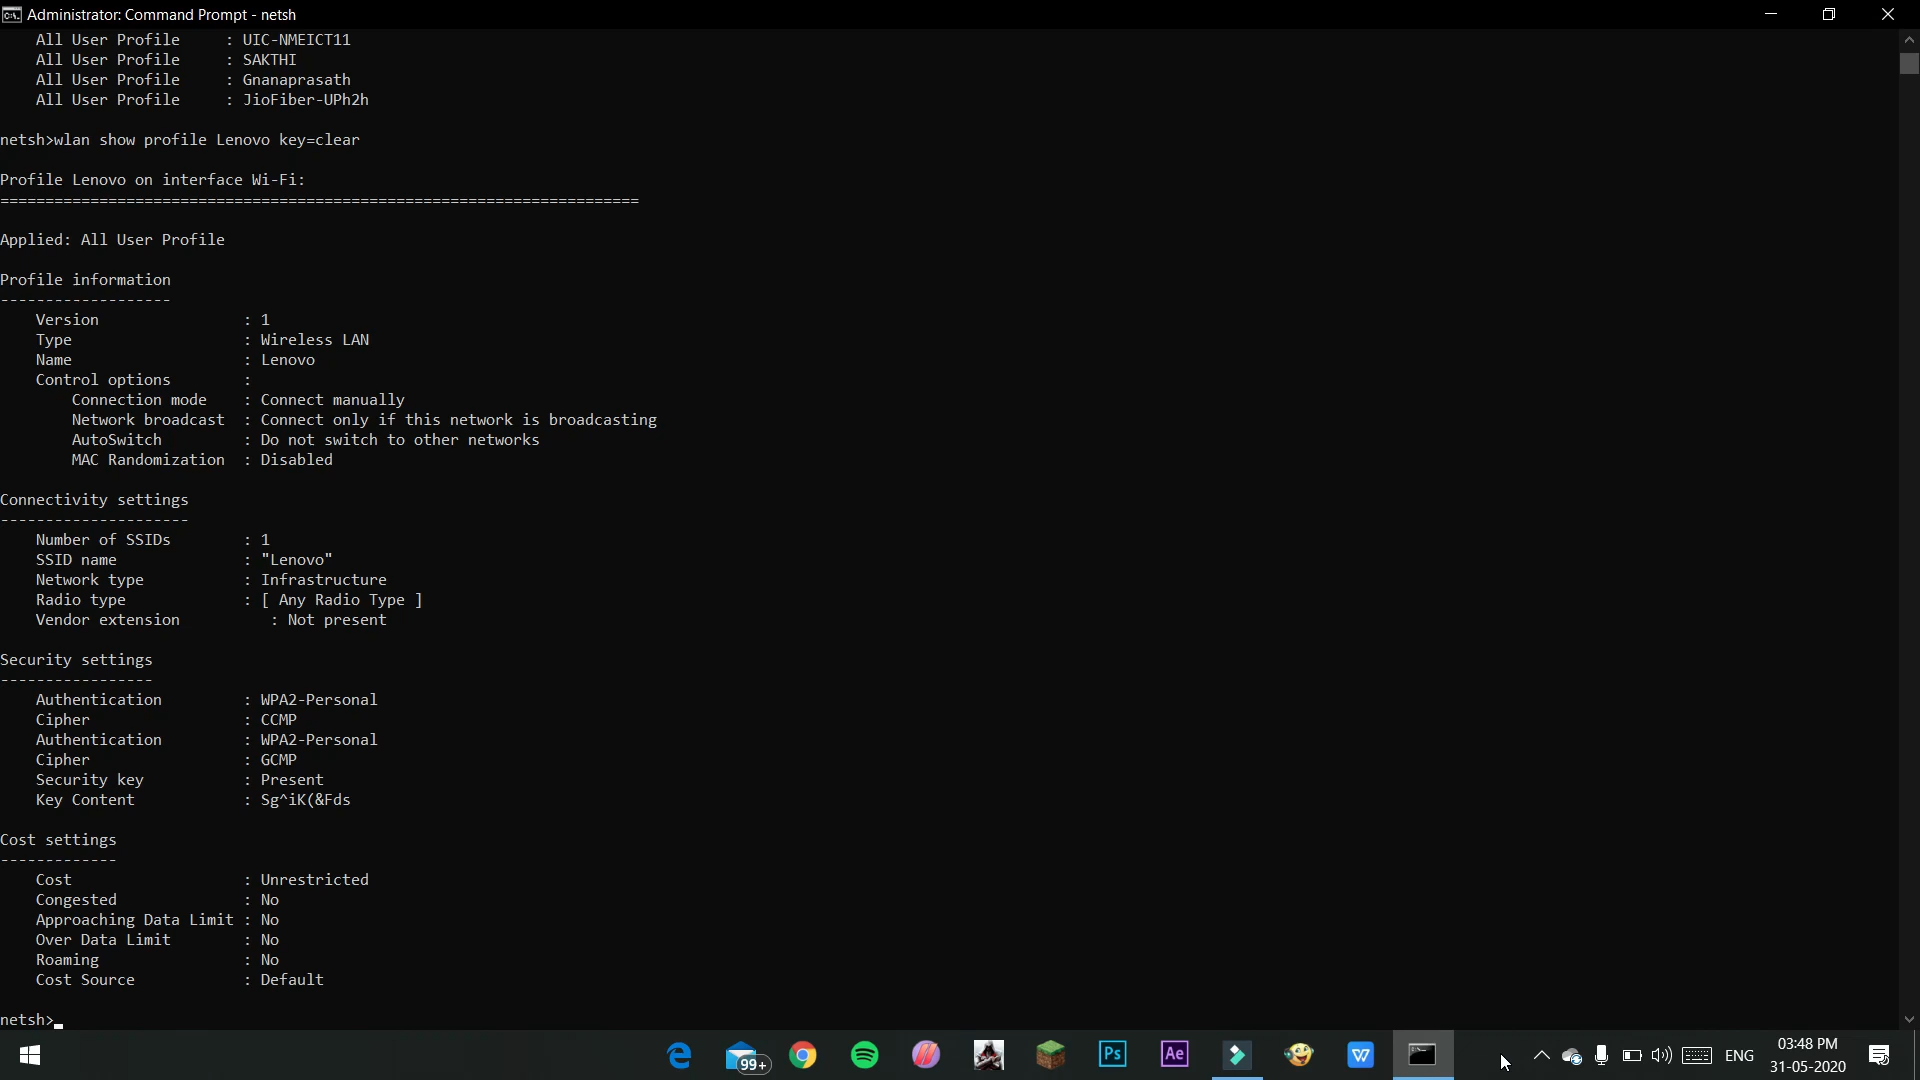 Administrator: Command Prompt - netsh
All User Profile : UIC-NMEICT11
All User Profile : SAKTHI
All User Profile : Gnanaprasath
All User Profile : JioFiber-UPh2h
netsh>wlan show profile Lenovo key=clear
Profile Lenovo on interface Wi-Fi:
=======================================================================
Applied: All User Profile
Profile information
-------------------
Version : 1
Type : Wireless LAN
Name : Lenovo
Control options :
Connection mode : Connect manually
Network broadcast : Connect only if this network is broadcasting
AutoSwitch : Do not switch to other networks
MAC Randomization : Disabled
Connectivity settings
---------------------
Number of SSIDs : 1
SSID name : "Lenovo"
Network type : Infrastructure
Radio type : [ Any Radio Type ]
Vendor extension : Not present
Security settings
-----------------
Authentication : WPA2-Personal
Cipher : CCMP
Authentication : WPA2-Personal
Cipher : GCMP
Security key : Present
Key Content : Sg^iK(&Fds
Cost settings
-------------
Cost : Unrestricted
Congested : No
Approaching Data Limit : No
Over Data Limit : No
Roaming : No
Cost Source : Default
netsh>
99+
Ps
Ae
W
ENG
03:48 PM
31-05-2020